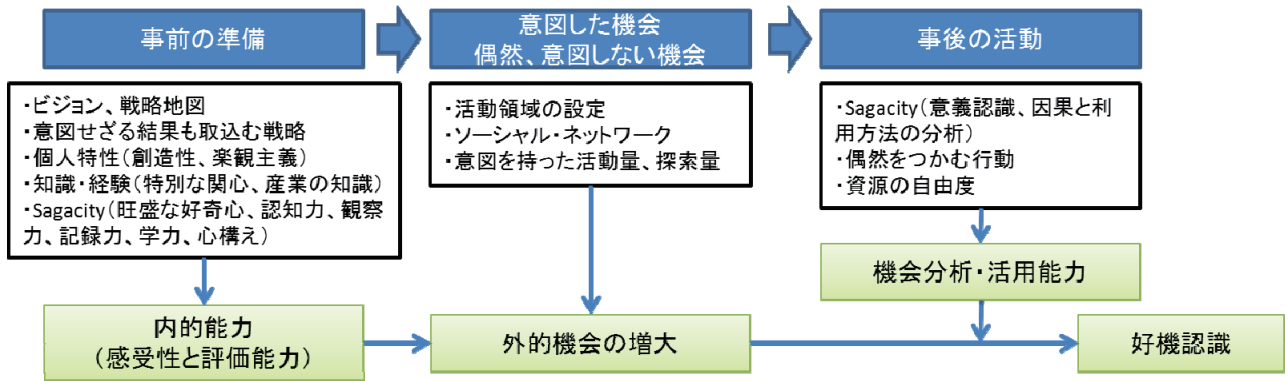 事前の準備
意図した機会
偶然、意図しない機会
事後の活動
・ビジョン、戦略地図
・意図せざる結果も取込む戦略
・個人特性(創造性、楽観主義)
・知識・経験(特別な関心、産業の知識)
・Sagacity(旺盛な好奇心、認知力、観察
力、記録力、学力、心構え)
・活動領域の設定
・ソーシャル・ネットワーク
・意図を持った活動量、探索量
・Sagacity(意義認識、因果と利
用方法の分析)
・偶然をつかむ行動
・資源の自由度
機会分析・活用能力
内的能力
(感受性と評価能力)
外的機会の増大
好機認識